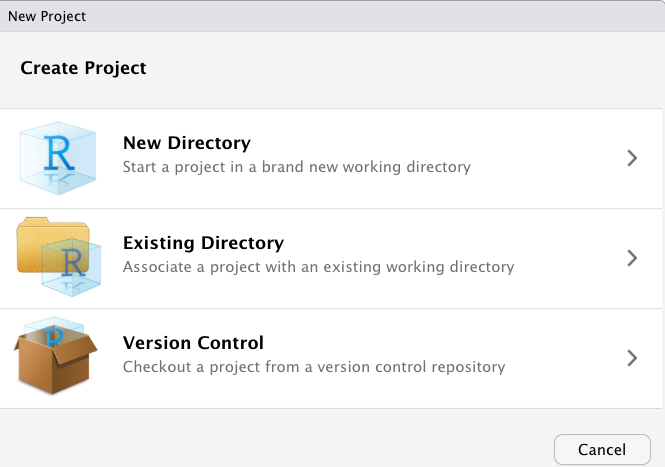 New Project
Create Project
R
New Directory
Start a project in a brand new working directory
R
Existing Directory
Associate a project with an existing working directory
R
Version Control
Checkout a project from a version control repository
Cancel